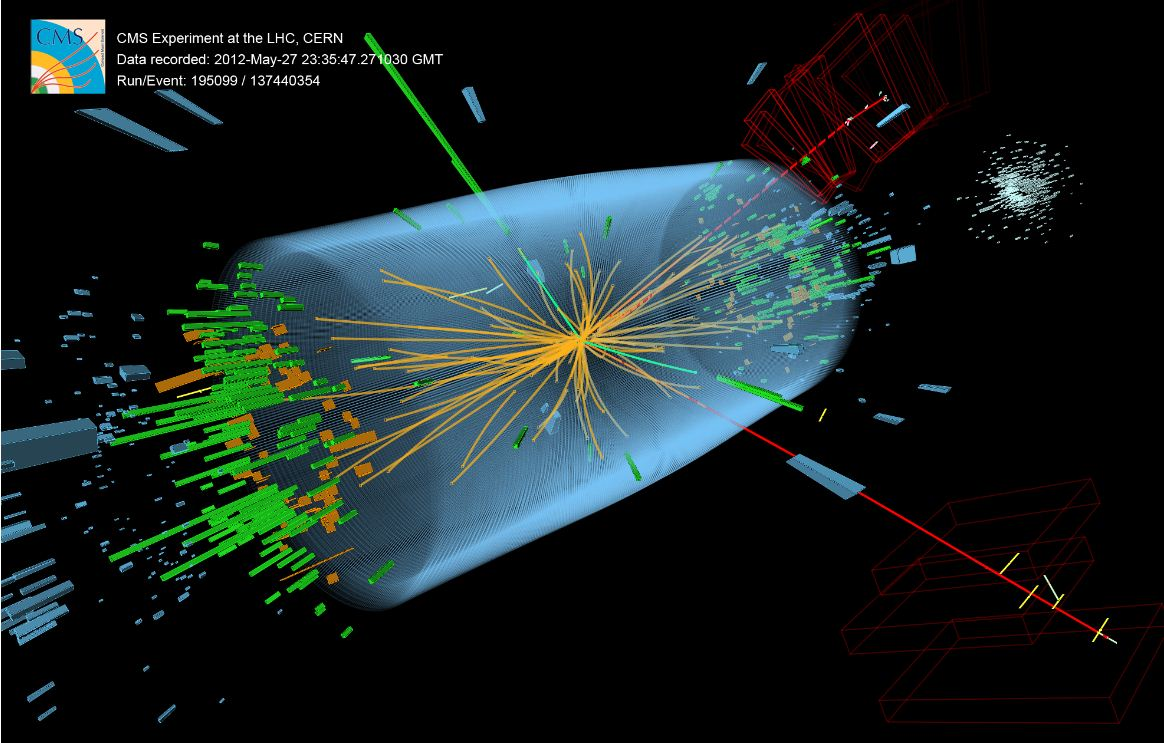 CMS
CMS Experiment at the LHC, CERN
Data recorded: 2012-May-27 23:35:47.271030 GMT
Run/Event: 195099 / 137440354